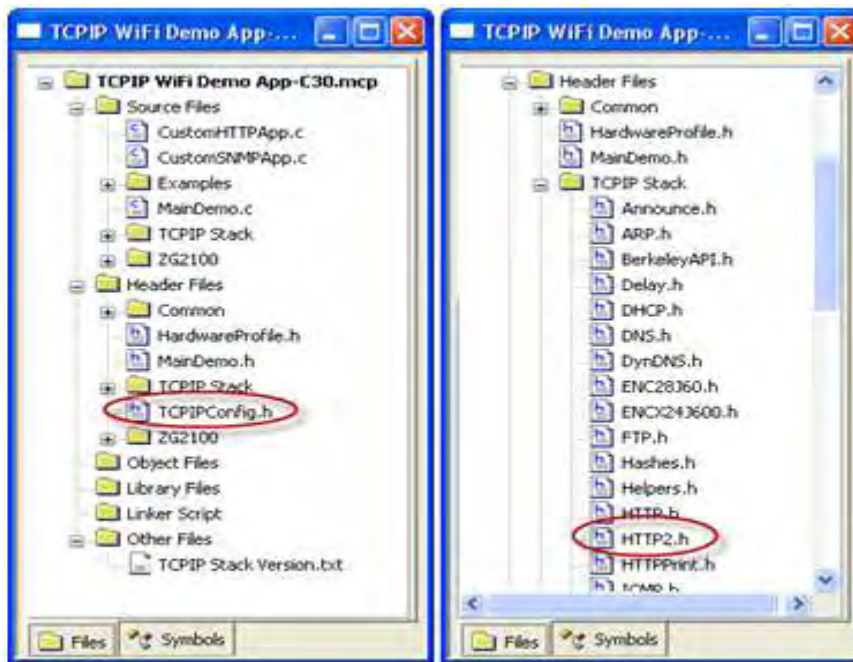 TCPIP WiFi Demo App-...
TCPIP WiFi Demo App-C30.mcp
Source Files
CustomHTTPApp.c
CustomSNMPApp.c
Examples
MainDemo.c
TCPIP Stack
ZG2100
Header Files
Common
HardwareProfile.h
MainDemo.h
TCPIP Stack
TCPIPConfig.h
ZG2100
Object Files
Library Files
Linker Script
Other Files
TCPIP Stack Version.txt
Files
Symbols
TCPIP WiFi Demo App-...
Header Files
Common
HardwareProfile.h
MainDemo.h
TCPIP Stack
Announce.h
ARP.h
BerkeleyAPI.h
Delay.h
DHCP.h
DNS.h
DynDNS.h
ENC28J60.h
ENCX24J600.h
FTP.h
Hashes.h
Helpers.h
HTTP.h
HTTP2.h
HTTPPrint.h
ICMP.h
Files
Symbols